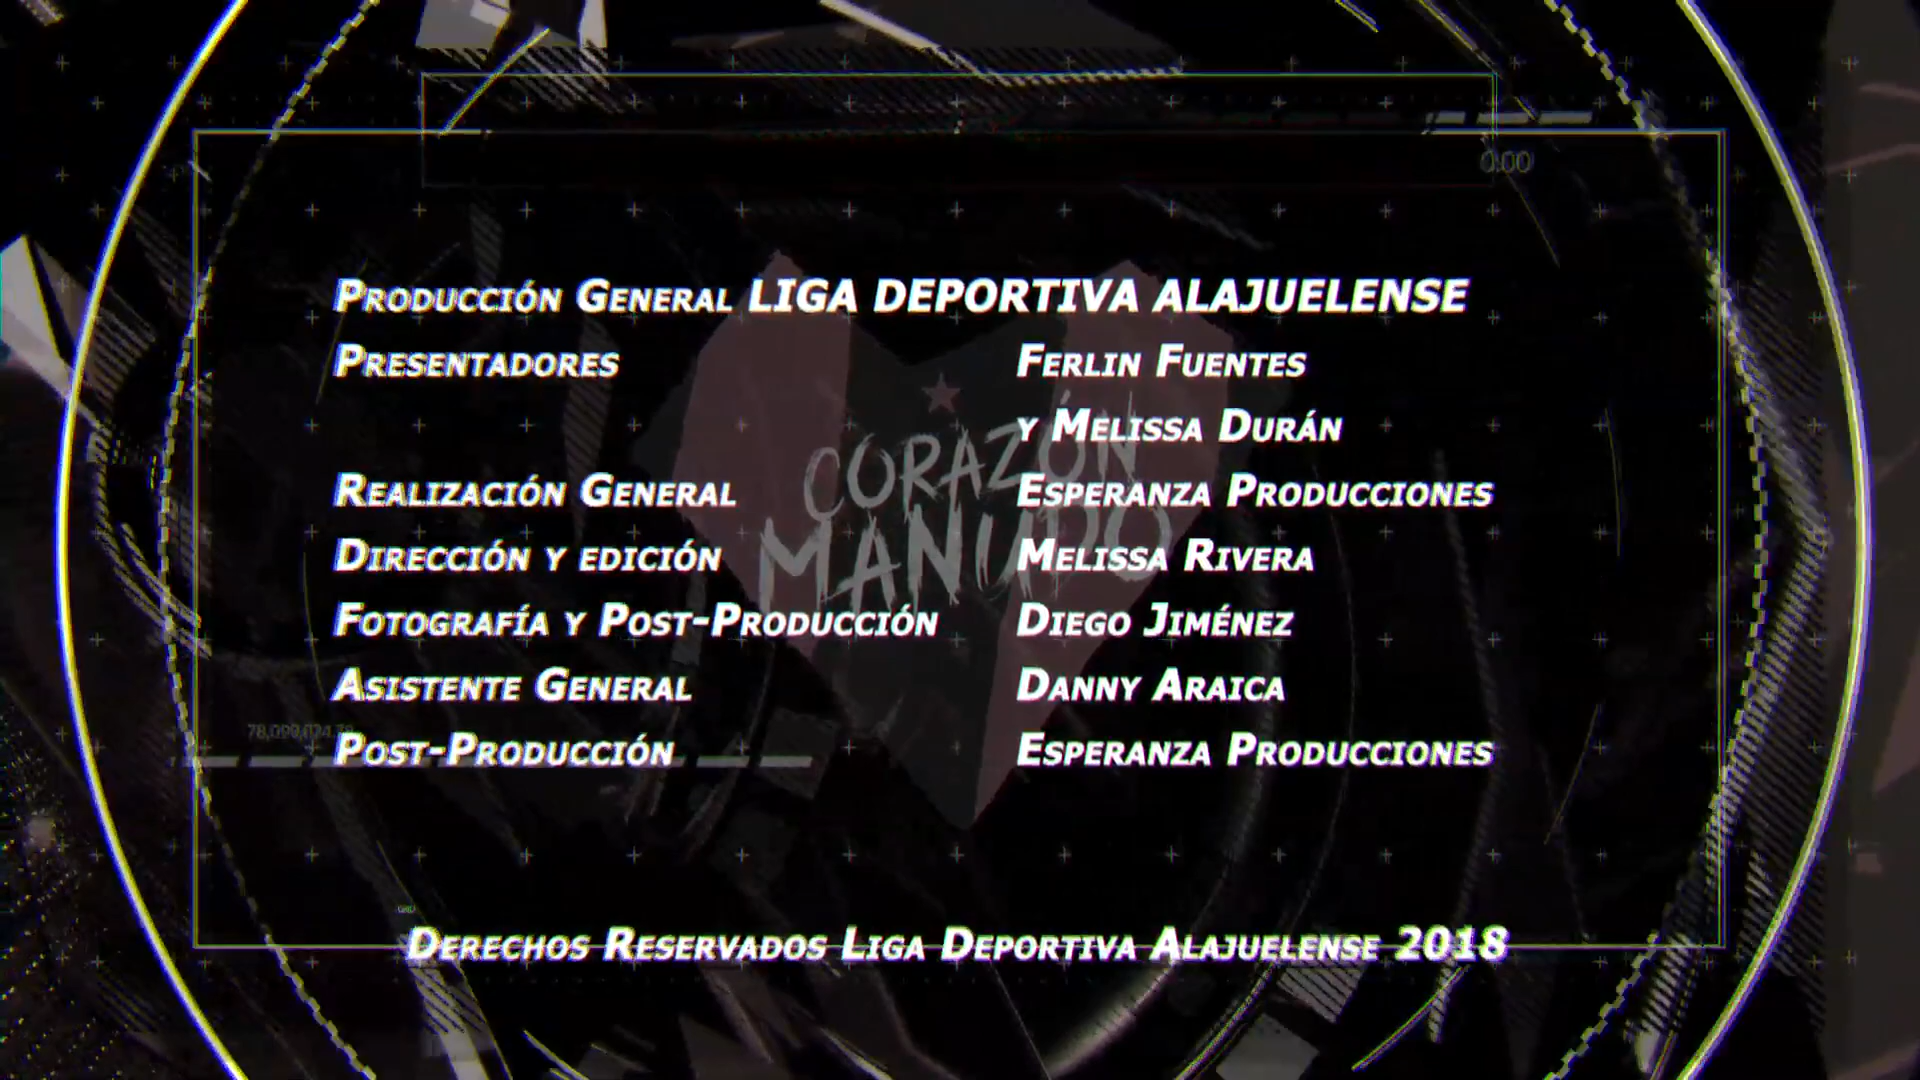 0.00
PRODUCCIÓN GENERAL LIGA DEPORTIVA ALAJUELENSE
PRESENTADORES FERLIN FUENTES
Y MELISSA DURÁN
CORAZÓN
REALIZACIÓN GENERAL ESPERANZA PRODUCCIONES
MANUDO
DIRECCIÓN Y EDICIÓN MELISSA RIVERA
FOTOGRAFÍA Y POST-PRODUCCIÓN DIEGO JIMÉNEZ
ASISTENTE GENERAL DANNY ARAICA
POST-PRODUCCIÓN ESPERANZA PRODUCCIONES
DERECHOS RESERVADOS LIGA DEPORTIVA ALAJUELENSE 2018